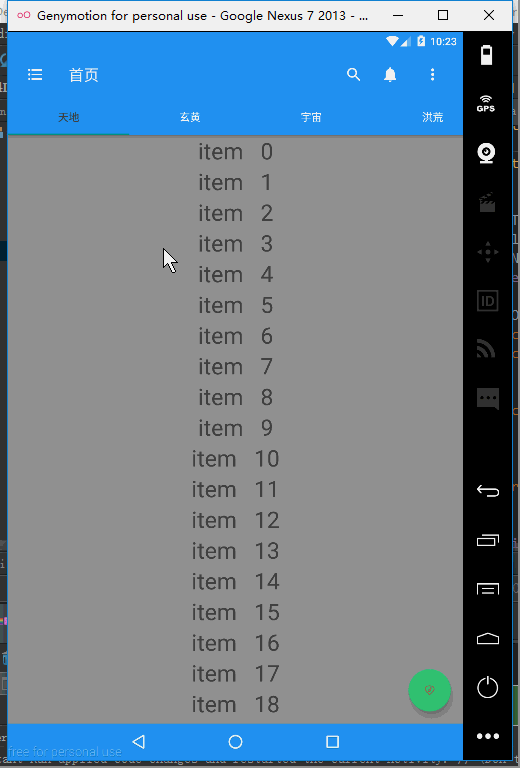 Genymotion for personal use - Google Nexus 7 2013 - ...
10:23
首页
天地 玄黄 宇宙 洪荒
GPS
item 0
item 1
item 2
item 3
item 4
item 5
item 6
item 7
item 8
item 9
item 10
item 11
item 12
item 13
item 14
item 15
item 16
item 17
item 18
ID
free for personal use